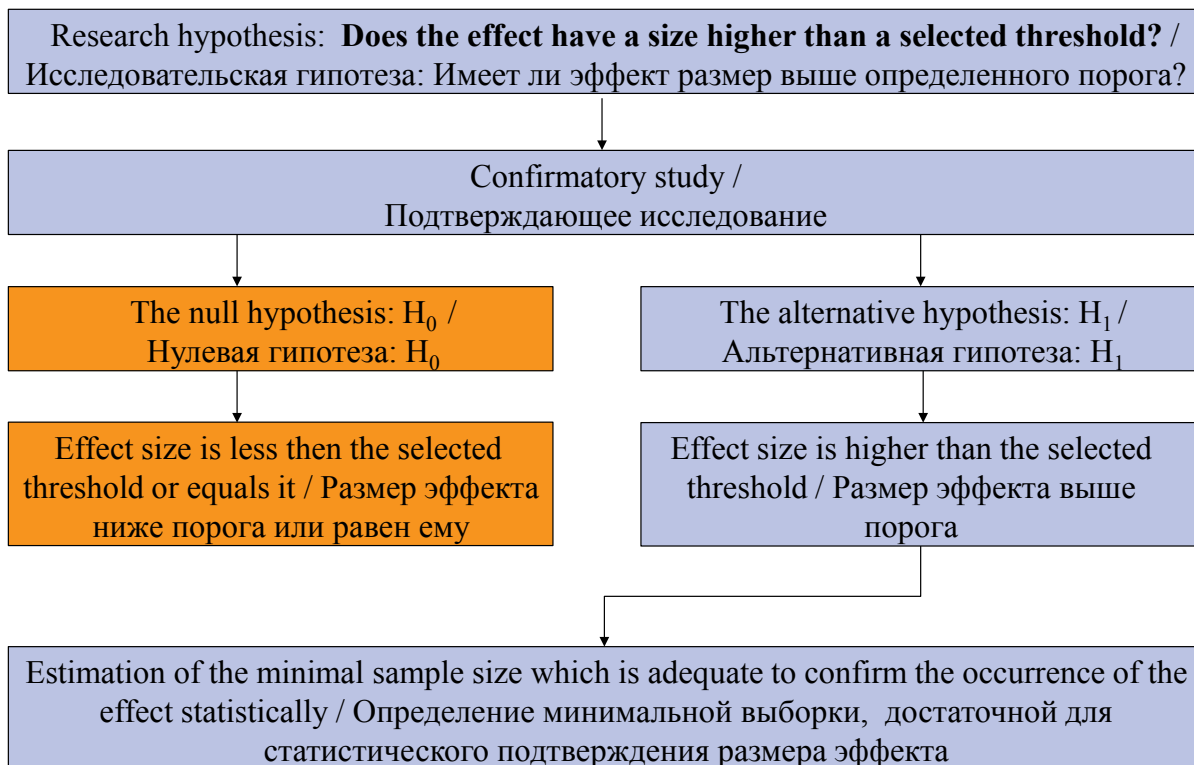 Research hypothesis: Does the effect have a size higher than a selected threshold? /
Исследовательская гипотеза: Имеет ли эффект размер выше определенного порога?
Confirmatory study /
Подтверждающее исследование
The null hypothesis: H₀ /
Нулевая гипотеза: H₀
The alternative hypothesis: H₁ /
Альтернативная гипотеза: H₁
Effect size is less then the selected
threshold or equals it / Размер эффекта
ниже порога или равен ему
Effect size is higher than the selected
threshold / Размер эффекта выше
порога
Estimation of the minimal sample size which is adequate to confirm the occurrence of the
effect statistically / Определение минимальной выборки, достаточной для
статистического подтверждения размера эффекта